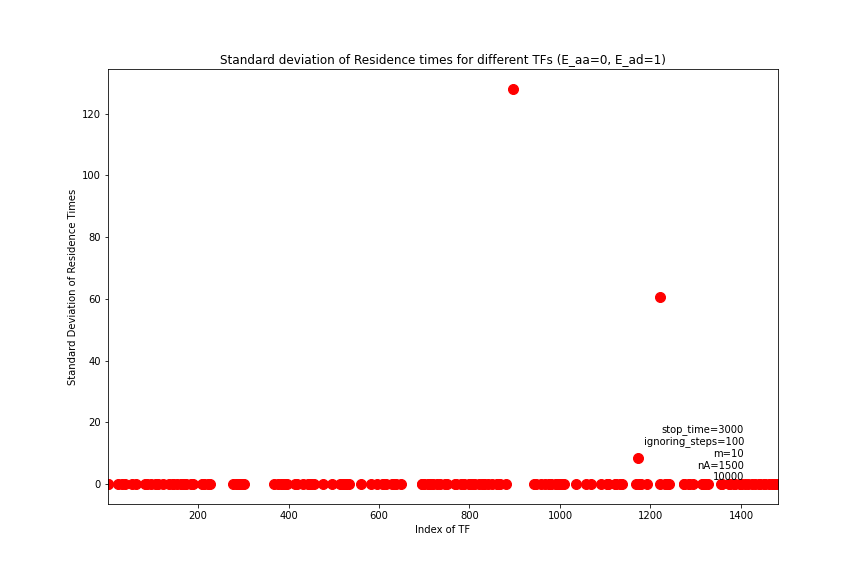 Standard deviation of Residence times for different TFs (E_aa=0, E_ad=1)
Standard Deviation of Residence Times
120
100
80
60
40
20
0
stop_time=3000
ignoring_steps=100
m=10
nA=1500
10000
200
400
600
800
1000
1200
1400
Index of TF